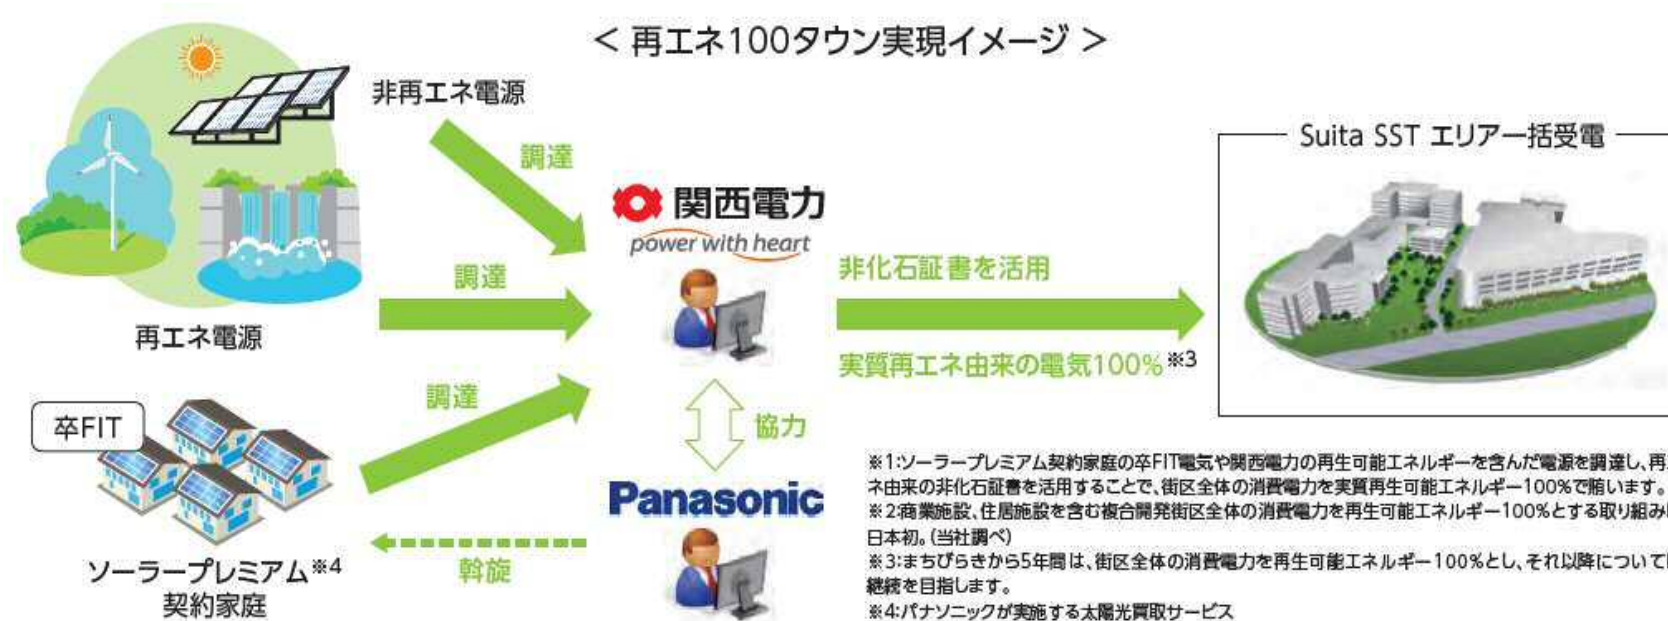 ＜ 再エネ100タウン実現イメージ ＞
非再エネ電源
調達
Suita SST エリア一括受電
関西電力
power with heart
調達
非化石証書を活用
再エネ電源
実質再エネ由来の電気100%※3
調達
卒FIT
協力
Panasonic
斡旋
ソーラープレミアム※4
契約家庭
※1:ソーラープレミアム契約家庭の卒FIT電気や関西電力の再生可能エネルギーを含んだ電源を調達し、再
ネ由来の非化石証書を活用することで、街区全体の消費電力を実質再生可能エネルギー100%で賄います。
※2商業施設、住居施設を含む複合開発街区全体の消費電力を再生可能エネルギー100%とする取り組み
日本初。(当社調べ)
※3:まちびらきから5年間は、街区全体の消費電力を再生可能エネルギー100%とし、それ以降について
継続を目指します。
※4:パナソニックが実施する太陽光買取サービス